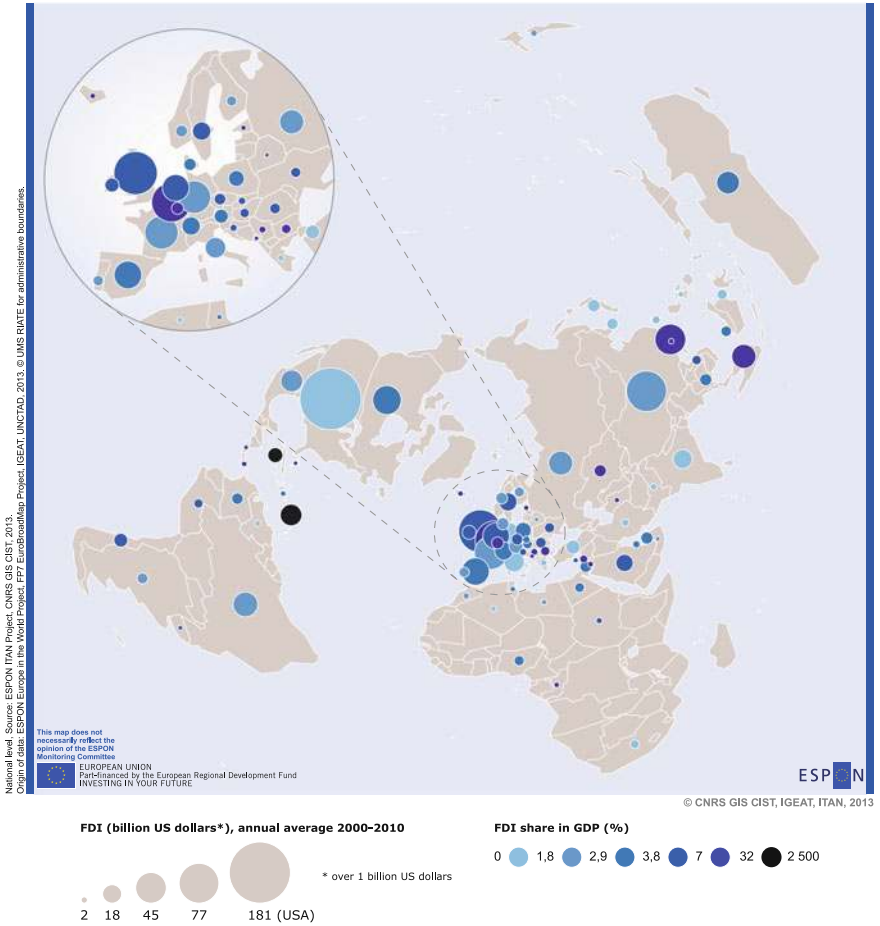 National level. Source: ESPON ITAN Project, CNRS GIS CIST, 2013.
Origin of data: ESPON Europe in the World Project, FP7 EuroBroadMap Project, IGEAT, UNCTAD, 2013. © UMS RIATE for administrative boundaries.
This map does not
necessarily reflect the
opinion of the ESPON
Monitoring Committee
EUROPEAN UNION
Part-financed by the European Regional Development Fund
INVESTING IN YOUR FUTURE
ESPON
© CNRS GIS CIST, IGEAT, ITAN, 2013
FDI (billion US dollars*), annual average 2000–2010
* over 1 billion US dollars
2 18 45 77 181 (USA)
FDI share in GDP (%)
0 1,8 2,9 3,8 7 32 2 500